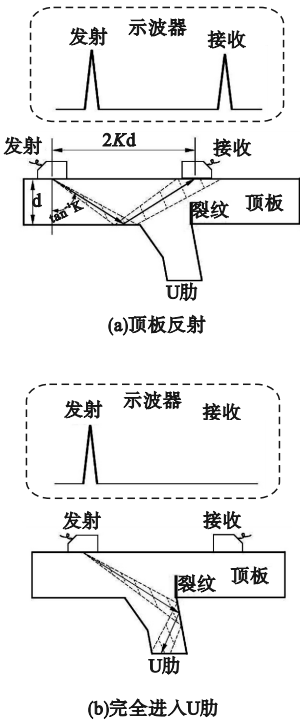 示波器
发射 接收
发射 2Kd 接收
d
tan⁻¹K
裂纹 顶板
U肋
(a)顶板反射
示波器
发射 接收
发射 接收
裂纹 顶板
U肋
(b)完全进入U肋